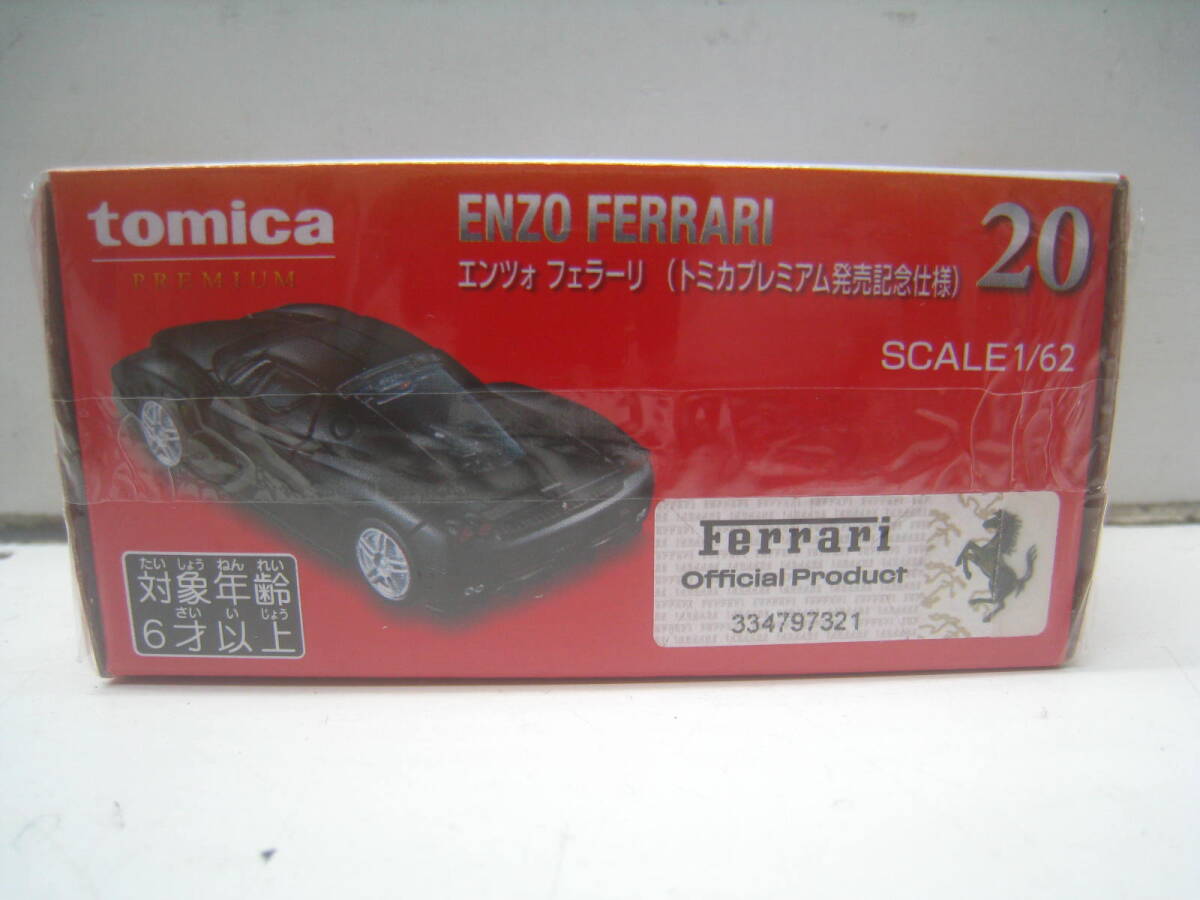 tomica
PREMIUM
ENZO FERRARI
エンツォ フェラーリ (トミカプレミアム発売記念仕様)
20
SCALE1/62
たい しょう ねん れい
対象年齢
さい い じょう
6才以上
Ferrari
Official Product
334797321